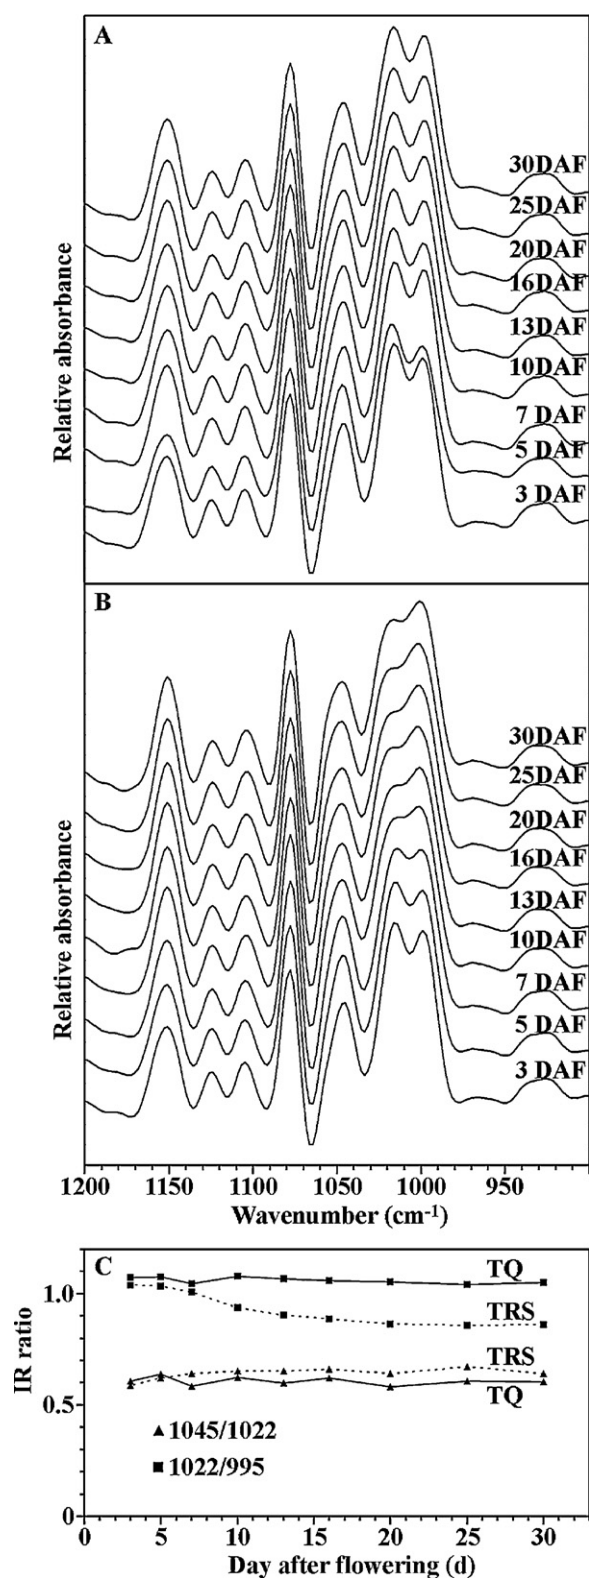 A
30DAF
25DAF
20DAF
16DAF
13DAF
10DAF
7 DAF
5 DAF
3 DAF
Relative absorbance
B
30DAF
25DAF
20DAF
16DAF
13DAF
10DAF
7 DAF
5 DAF
3 DAF
Relative absorbance
1200 1150 1100 1050 1000 950
Wavenumber (cm⁻¹)
C
TQ
1.0
TRS
IR ratio
TRS
TQ
0.5
▲ 1045/1022
■ 1022/995
0
0 5 10 15 20 25 30
Day after flowering (d)